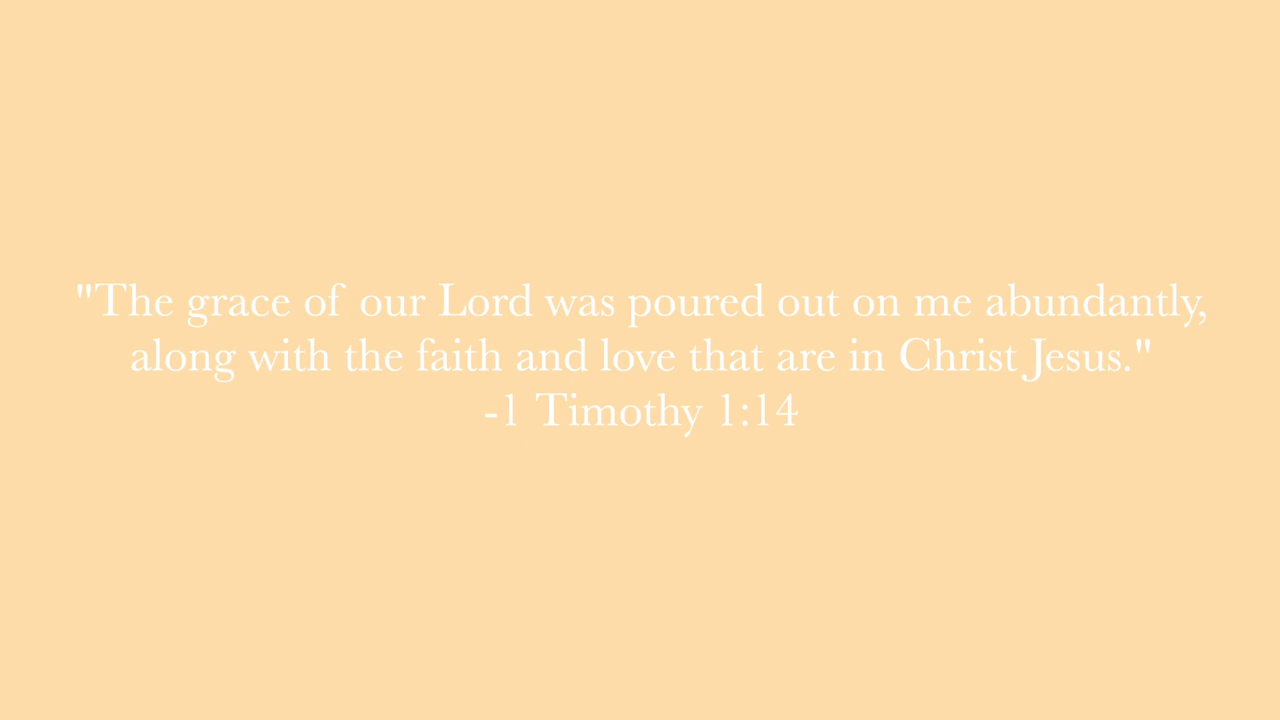 "The grace of our Lord was poured out on me abundantly,
along with the faith and love that are in Christ Jesus."
-1 Timothy 1:14